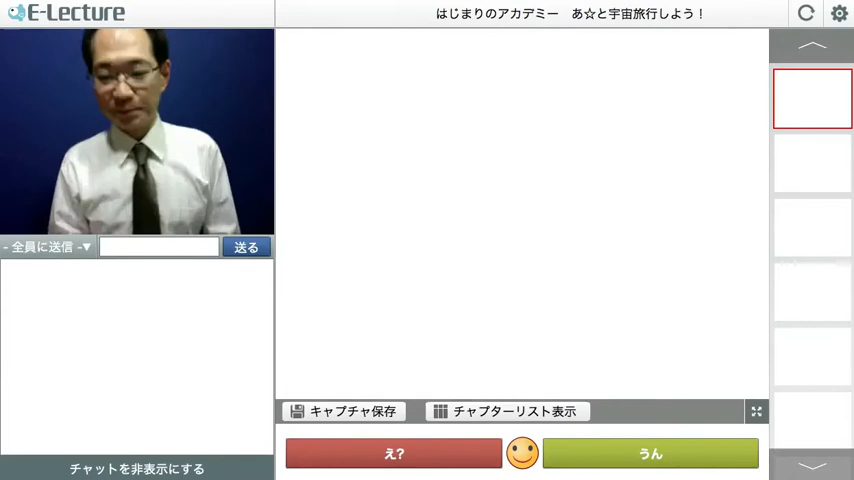 E-Lecture
はじまりのアカデミー　あ☆と宇宙旅行しよう！
- 全員に送信 -▼
送る
キャプチャ保存
チャプターリスト表示
え?
うん
チャットを非表示にする